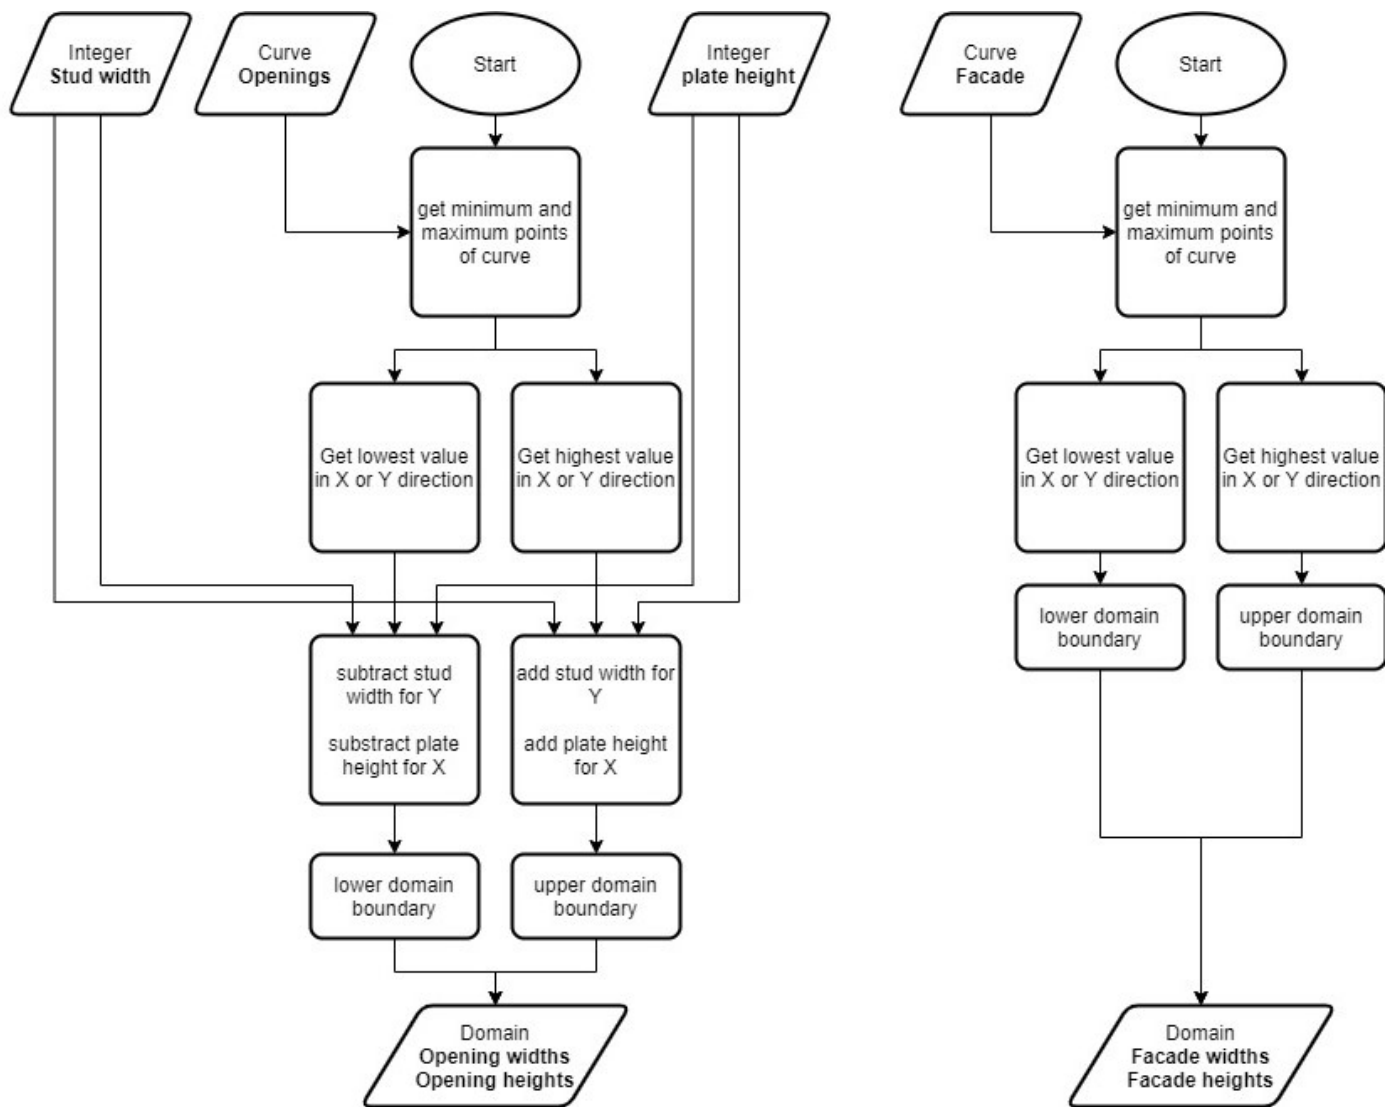 Integer
Stud width
Curve
Openings
Start
Integer
plate height
Curve
Facade
Start
get minimum and
maximum points
of curve
get minimum and
maximum points
of curve
Get lowest value
in X or Y direction
Get highest value
in X or Y direction
Get lowest value
in X or Y direction
Get highest value
in X or Y direction
lower domain
boundary
upper domain
boundary
subtract stud
width for Y
substract plate
height for X
add stud width for
Y
add plate height
for X
lower domain
boundary
upper domain
boundary
Domain
Opening widths
Opening heights
Domain
Facade widths
Facade heights